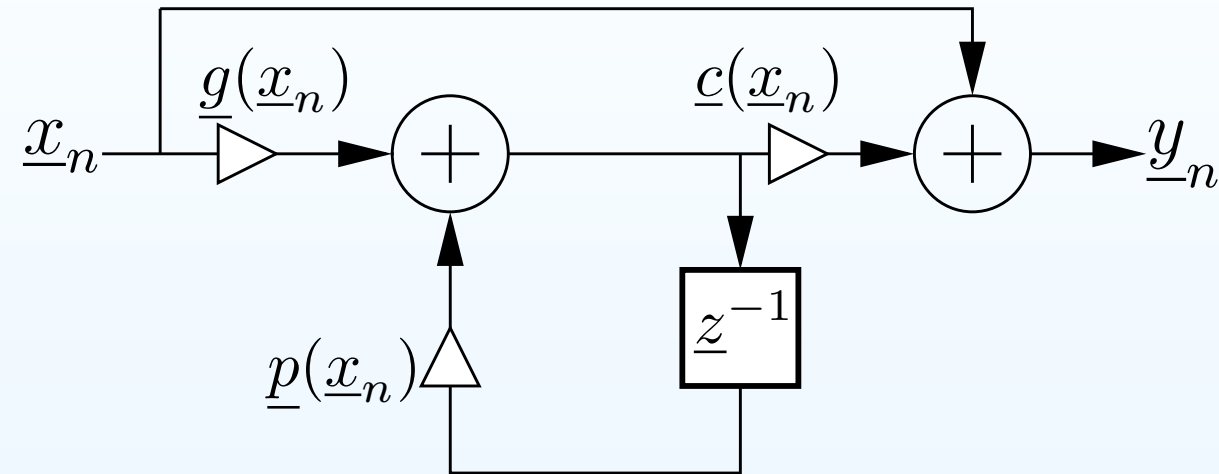 g(x_n)
c(x_n)
x_n
+
+
y_n
z^{-1}
p(x_n)